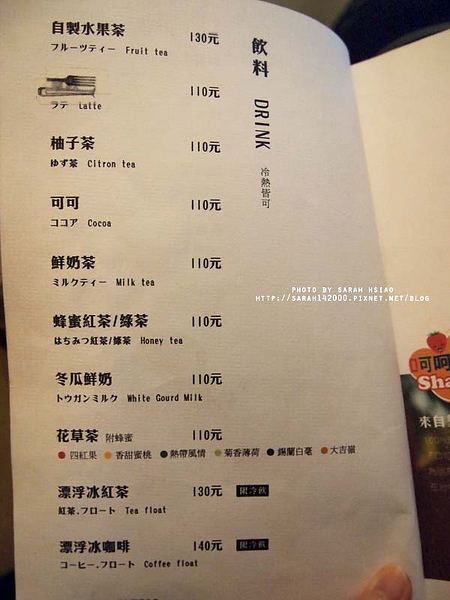 飲料 DRINK 冷熱皆可
自製水果茶 130元
フルーツティー Fruit tea
110元
ラテ Latte
柚子茶 110元
ゆず茶 Citron tea
可可 110元
ココア Cocoa
鮮奶茶 110元
ミルクティー Milk tea
蜂蜜紅茶/綠茶 110元
はちみつ紅茶/綠茶 Honey tea
冬瓜鮮奶 110元
トウガンミルク White Gourd Milk
花草茶 附蜂蜜 110元
四紅果 香甜蜜桃 熱帶風情 菊香薄荷 錫蘭白毫 大吉嶺
漂浮冰紅茶 130元 限冷飲
紅茶.フロート Tea float
漂浮冰咖啡 140元 限冷飲
コーヒー.フロート Coffee float
PHOTO BY SARAH HSIAO
HTTP://SARAH142000.PIXNET.NET/BLOG
可呵
Sha
來自